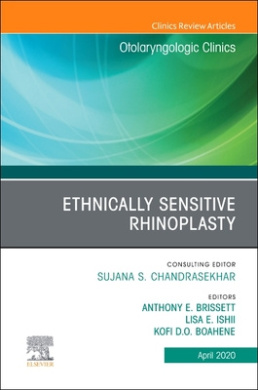 Clinics Review Articles
Otolaryngologic Clinics
ETHNICALLY SENSITIVE
RHINOPLASTY
CONSULTING EDITOR
SUJANA S. CHANDRASEKHAR
EDITORS
ANTHONY E. BRISSETT
LISA E. ISHII
KOFI D.O. BOAHENE
ELSEVIER
April 2020